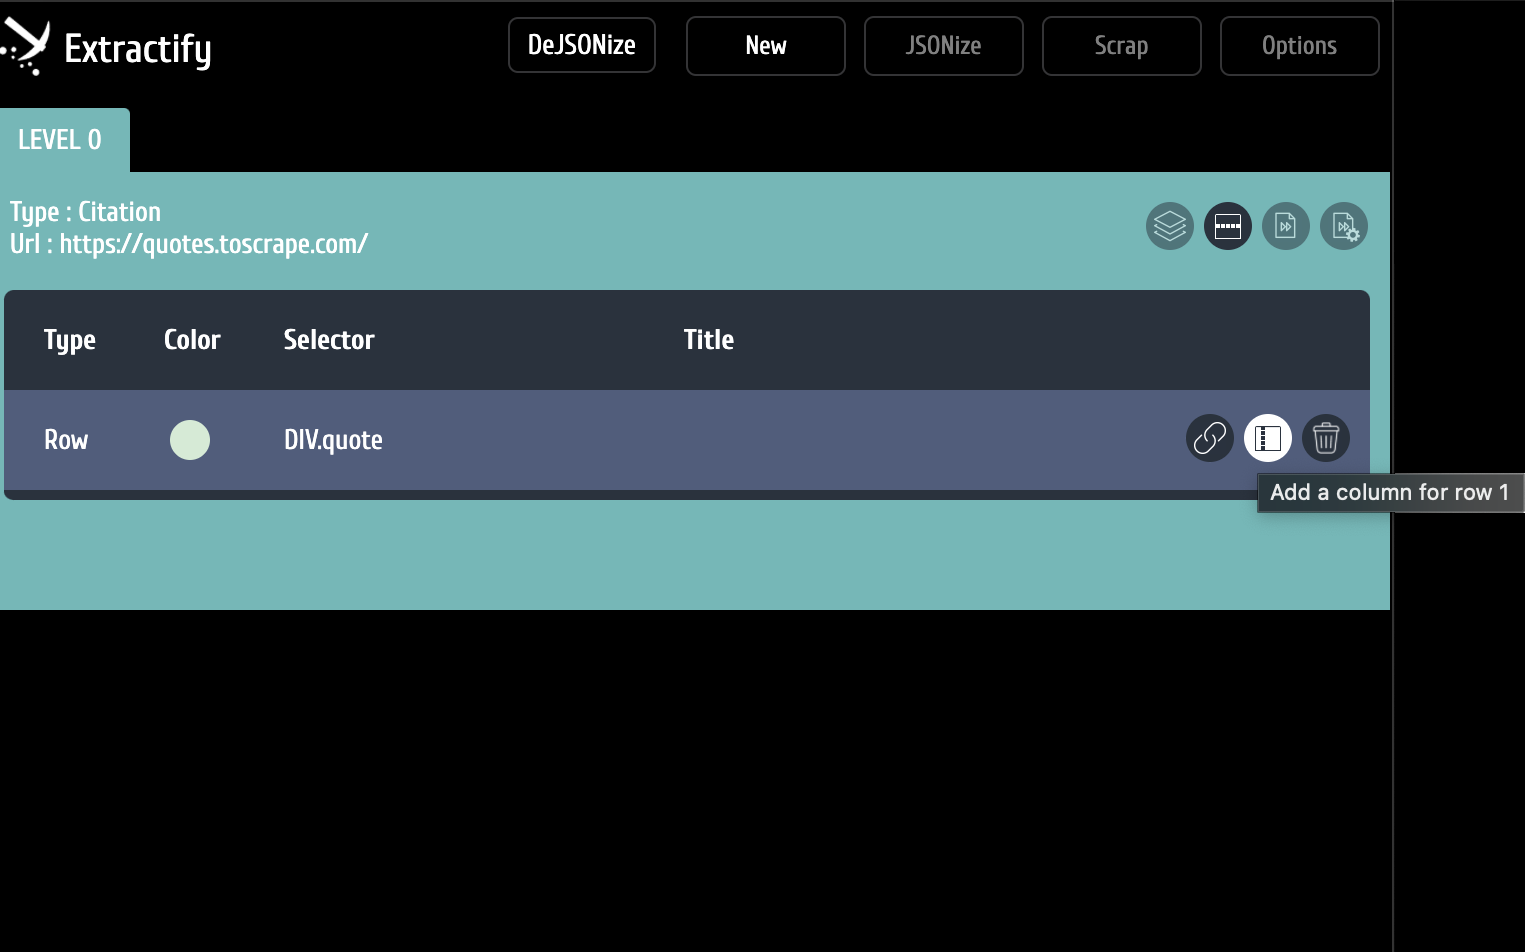 Extractify
DeJSONize
New
JSONize
Scrap
Options
LEVEL 0
Type : Citation
Url : https://quotes.toscrape.com/
Type Color Selector Title
Row DIV.quote
Add a column for row 1